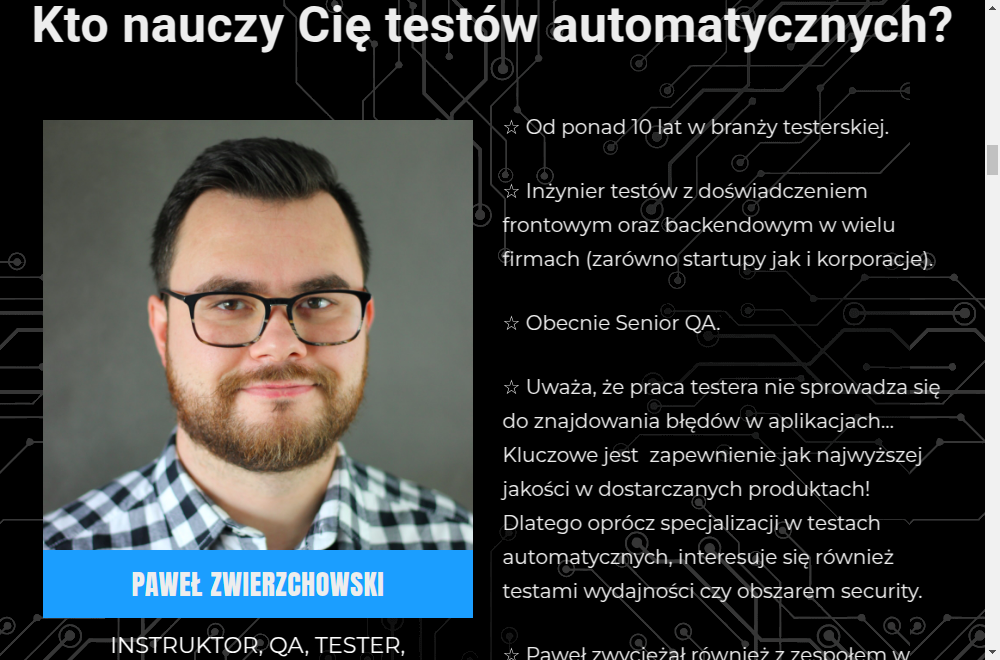 Kto nauczy Cię testów automatycznych?
☆ Od ponad 10 lat w branży testerskiej.
☆ Inżynier testów z doświadczeniem
frontowym oraz backendowym w wielu
firmach (zarówno startupy jak i korporacje).
☆ Obecnie Senior QA.
☆ Uważa, że praca testera nie sprowadza się
do znajdowania błędów w aplikacjach...
Kluczowe jest  zapewnienie jak najwyższej
jakości w dostarczanych produktach!
Dlatego oprócz specjalizacji w testach
automatycznych, interesuje się również
testami wydajności czy obszarem security.
☆ Paweł zwyciężał również z zespołem w
PAWEŁ ZWIERZCHOWSKI
INSTRUKTOR, QA, TESTER,